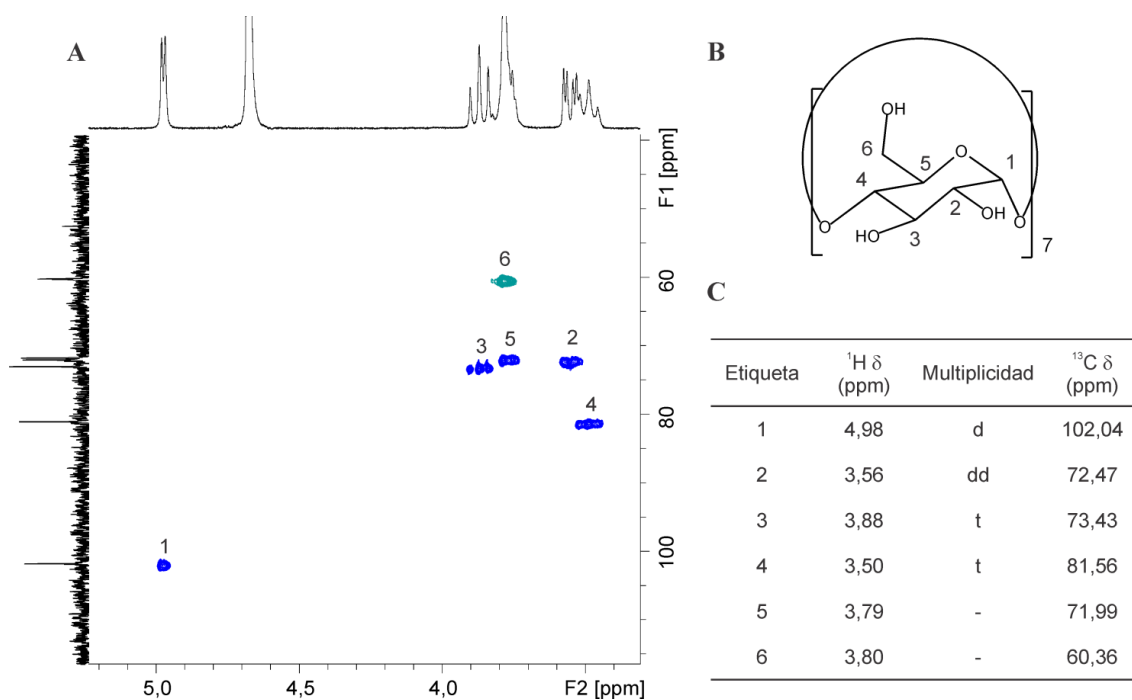 A
F1 [ppm]
60
80
100
6
3
5
2
4
1
5,0
4,5
4,0
F2 [ppm]
B
OH
6
5
O
1
4
2
OH
O
HO
3
O
7
C
Etiqueta ¹H δ (ppm) Multiplicidad ¹³C δ (ppm)
1 4,98 d 102,04
2 3,56 dd 72,47
3 3,88 t 73,43
4 3,50 t 81,56
5 3,79 - 71,99
6 3,80 - 60,36